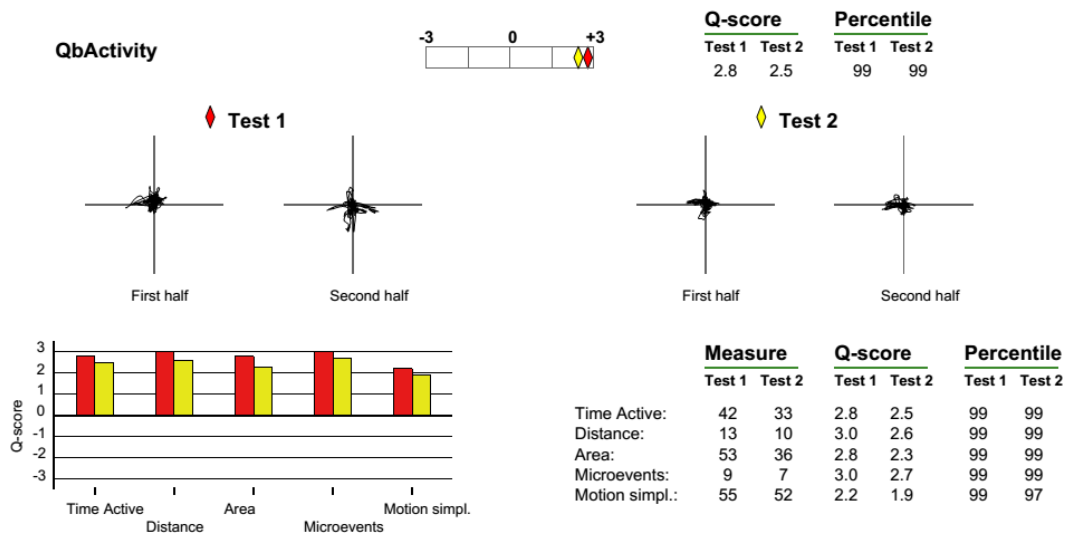 QbActivity
-3 0 +3
Q-score Percentile
Test 1 Test 2 Test 1 Test 2
2.8 2.5 99 99
Test 1
Test 2
First half
Second half
First half
Second half
Q-score
3
2
1
0
-1
-2
-3
Time Active
Distance
Area
Microevents
Motion simpl.
Measure Q-score Percentile
Test 1 Test 2 Test 1 Test 2 Test 1 Test 2
Time Active: 42 33 2.8 2.5 99 99
Distance: 13 10 3.0 2.6 99 99
Area: 53 36 2.8 2.3 99 99
Microevents: 9 7 3.0 2.7 99 99
Motion simpl.: 55 52 2.2 1.9 99 97